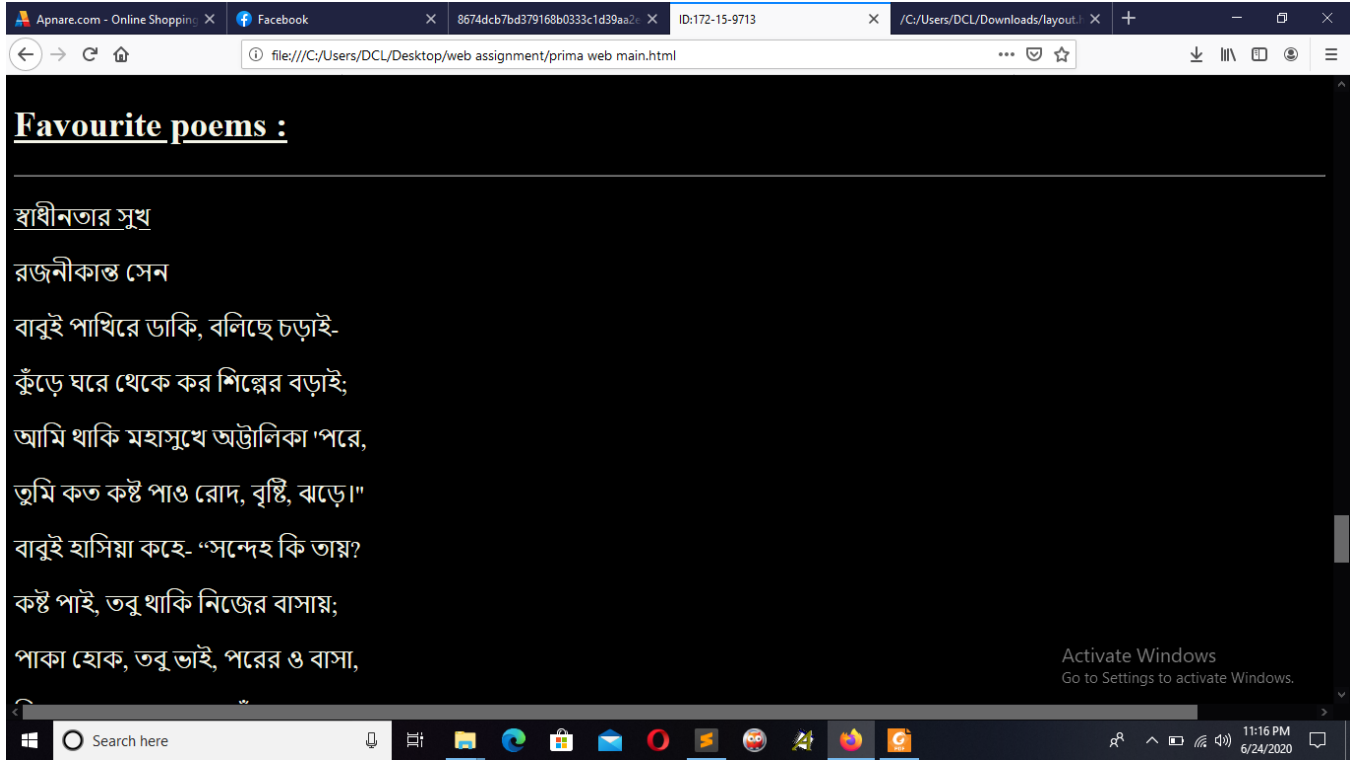 Apnare.com - Online Shopping
Facebook
8674dcb7bd379168b0333c1d39aa2e
ID:172-15-9713
/C:/Users/DCL/Downloads/layout.h
file:///C:/Users/DCL/Desktop/web assignment/prima web main.html
Favourite poems :
স্বাধীনতার সুখ
রজনীকান্ত সেন
বাবুই পাখিরে ডাকি, বলিছে চড়াই-
কুঁড়ে ঘরে থেকে কর শিল্পের বড়াই;
আমি থাকি মহাসুখে অট্টালিকা 'পরে,
তুমি কত কষ্ট পাও রোদ, বৃষ্টি, ঝড়ে।"
বাবুই হাসিয়া কহে- “সন্দেহ কি তায়?
কষ্ট পাই, তবু থাকি নিজের বাসায়;
পাকা হোক, তবু ভাই, পরের ও বাসা,
Activate Windows
Go to Settings to activate Windows.
Search here
11:16 PM
6/24/2020